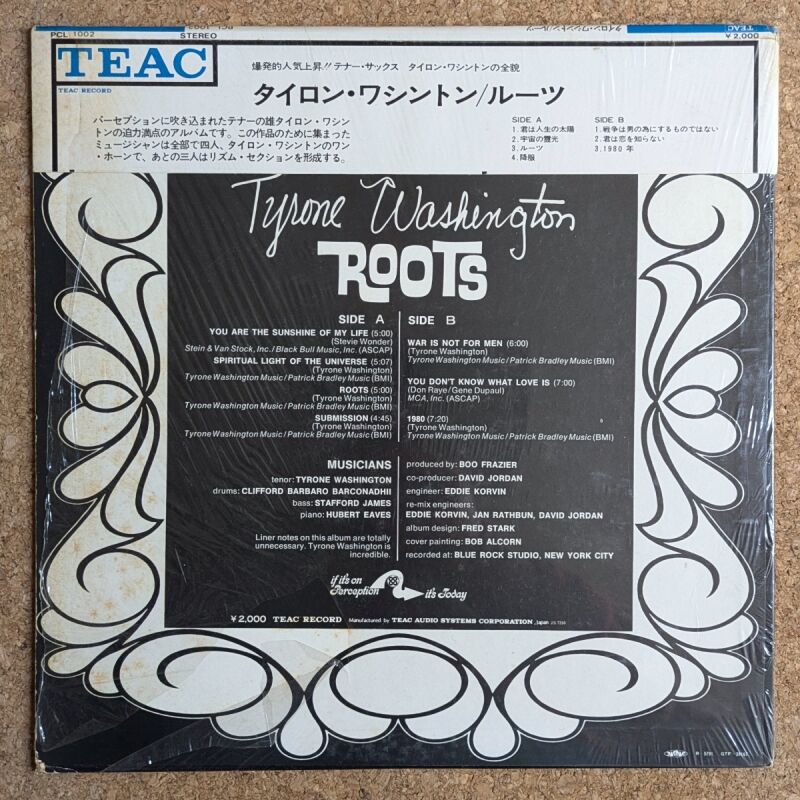 PCL 1002
STEREO
TEAC
¥2,000
TEAC
TEAC RECORD
爆発的人気上昇!! テナー・サックス タイロン・ワシントンの全貌
タイロン・ワシントン/ルーツ
パーセプションに吹き込まれたテナーの雄タイロン・ワシン
トンの迫力満点のアルバムです。この作品のために集まった
ミュージシャンは全部で四人、タイロン・ワシントンのワン
・ホーンで、あとの三人はリズム・セクションを形成する。
SIDE A
1.君は人生の太陽
2.宇宙の霊光
3.ルーツ
4.降服
SIDE B
1.戦争は男の為にするものではない
2.君は恋を知らない
3.1980年
Tyrone Washington
ROOTS
SIDE A
YOU ARE THE SUNSHINE OF MY LIFE (5:00)
(Stevie Wonder)
Stein & Van Stock, Inc./Black Bull Music, Inc. (ASCAP)
SPIRITUAL LIGHT OF THE UNIVERSE (5:07)
(Tyrone Washington)
Tyrone Washington Music/Patrick Bradley Music (BMI)
ROOTS (5:00)
(Tyrone Washington)
Tyrone Washington Music/Patrick Bradley Music (BMI)
SUBMISSION (4:45)
(Tyrone Washington)
Tyrone Washington Music/Patrick Bradley Music (BMI)
SIDE B
WAR IS NOT FOR MEN (6:00)
(Tyrone Washington)
Tyrone Washington Music/Patrick Bradley Music (BMI)
YOU DON'T KNOW WHAT LOVE IS (7:00)
(Don Raye/Gene Dupaul)
MCA, Inc. (ASCAP)
1980 (7:20)
(Tyrone Washington)
Tyrone Washington Music/Patrick Bradley Music (BMI)
MUSICIANS
tenor: TYRONE WASHINGTON
drums: CLIFFORD BARBARO BARCONADHII
bass: STAFFORD JAMES
piano: HUBERT EAVES
Liner notes on this album are totally
unnecessary. Tyrone Washington is
incredible.
produced by: BOO FRAZIER
co-producer: DAVID JORDAN
engineer: EDDIE KORVIN
re-mix engineers:
EDDIE KORVIN, JAN RATHBUN, DAVID JORDAN
album design: FRED STARK
cover painting: BOB ALCORN
recorded at: BLUE ROCK STUDIO, NEW YORK CITY
if it's on
Perception
it's Today
¥2,000 TEAC RECORD Manufactured by TEAC AUDIO SYSTEMS CORPORATION, Japan